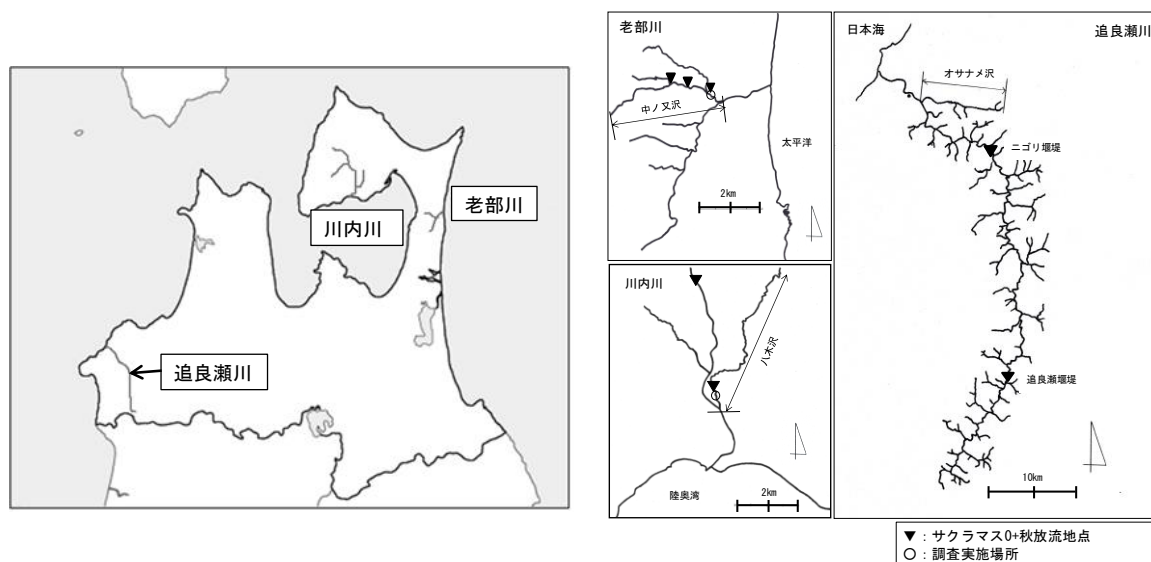 川内川
老部川
追良瀬川
老部川
中ノ又沢
太平洋
2km
川内川
八木沢
陸奥湾
2km
日本海
追良瀬川
オサナメ沢
ニゴリ堰堤
追良瀬堰堤
10km
▼：サクラマス0+秋放流地点
○：調査実施場所